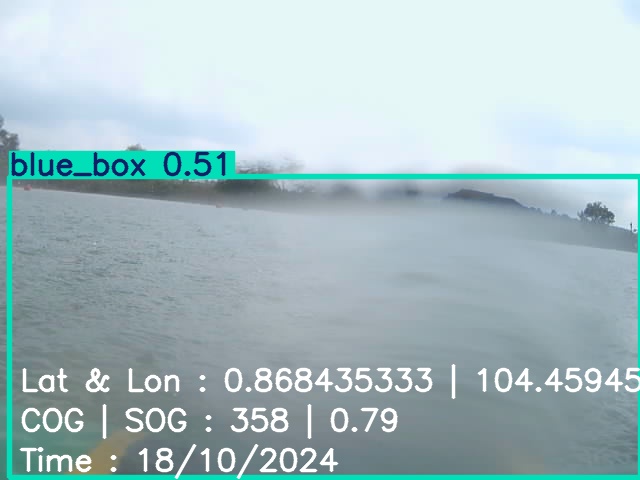 blue_box 0.51
Lat & Lon : 0.868435333 | 104.45945
COG | SOG : 358 | 0.79
Time : 18/10/2024